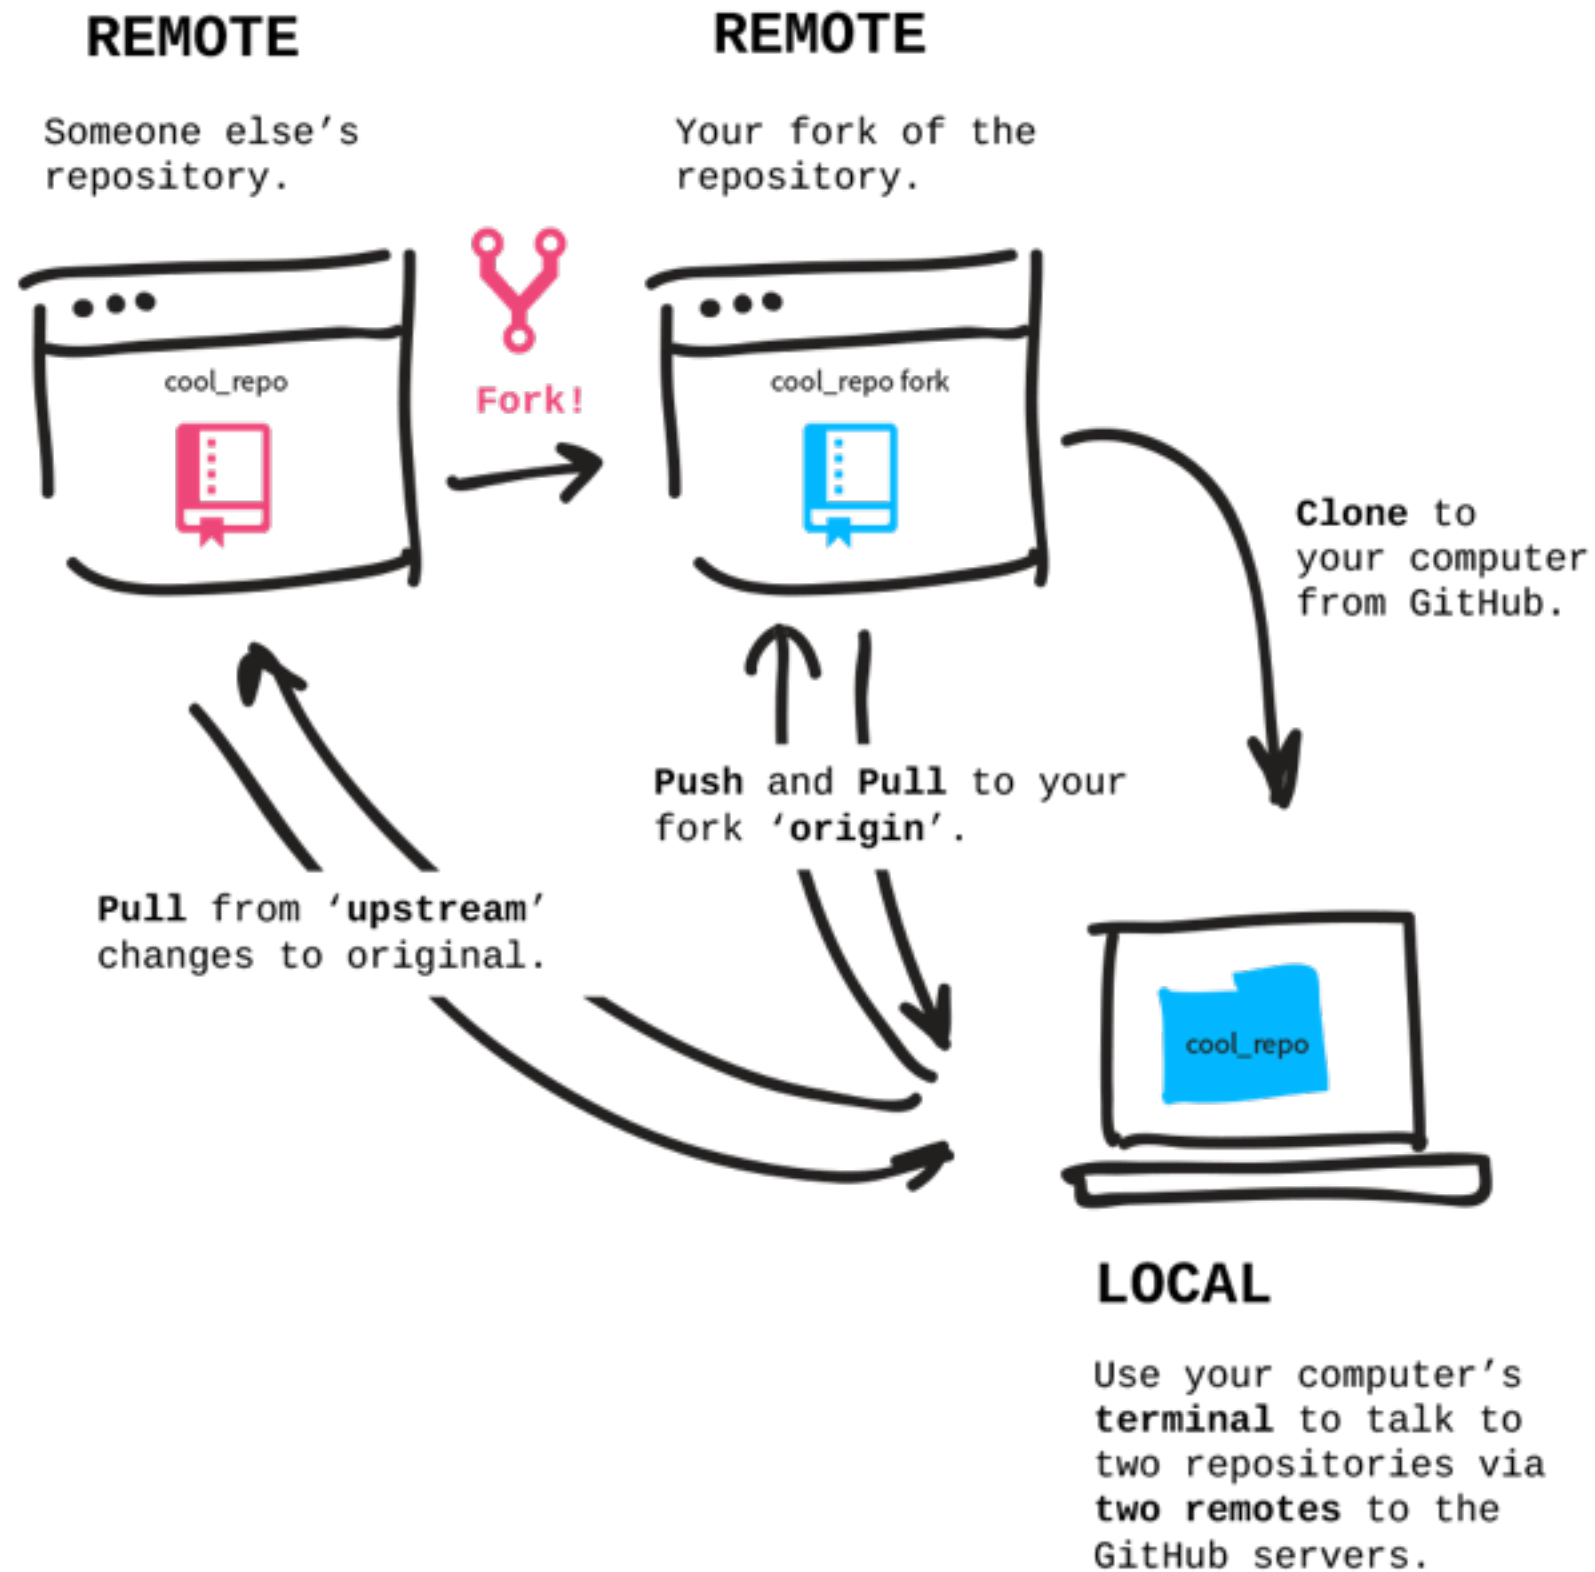 REMOTE
Someone else’s
repository.
cool_repo
Fork!
REMOTE
Your fork of the
repository.
cool_repo fork
Clone to
your computer
from GitHub.
Push and Pull to your
fork ‘origin’.
Pull from ‘upstream’
changes to original.
cool_repo
LOCAL
Use your computer’s
terminal to talk to
two repositories via
two remotes to the
GitHub servers.